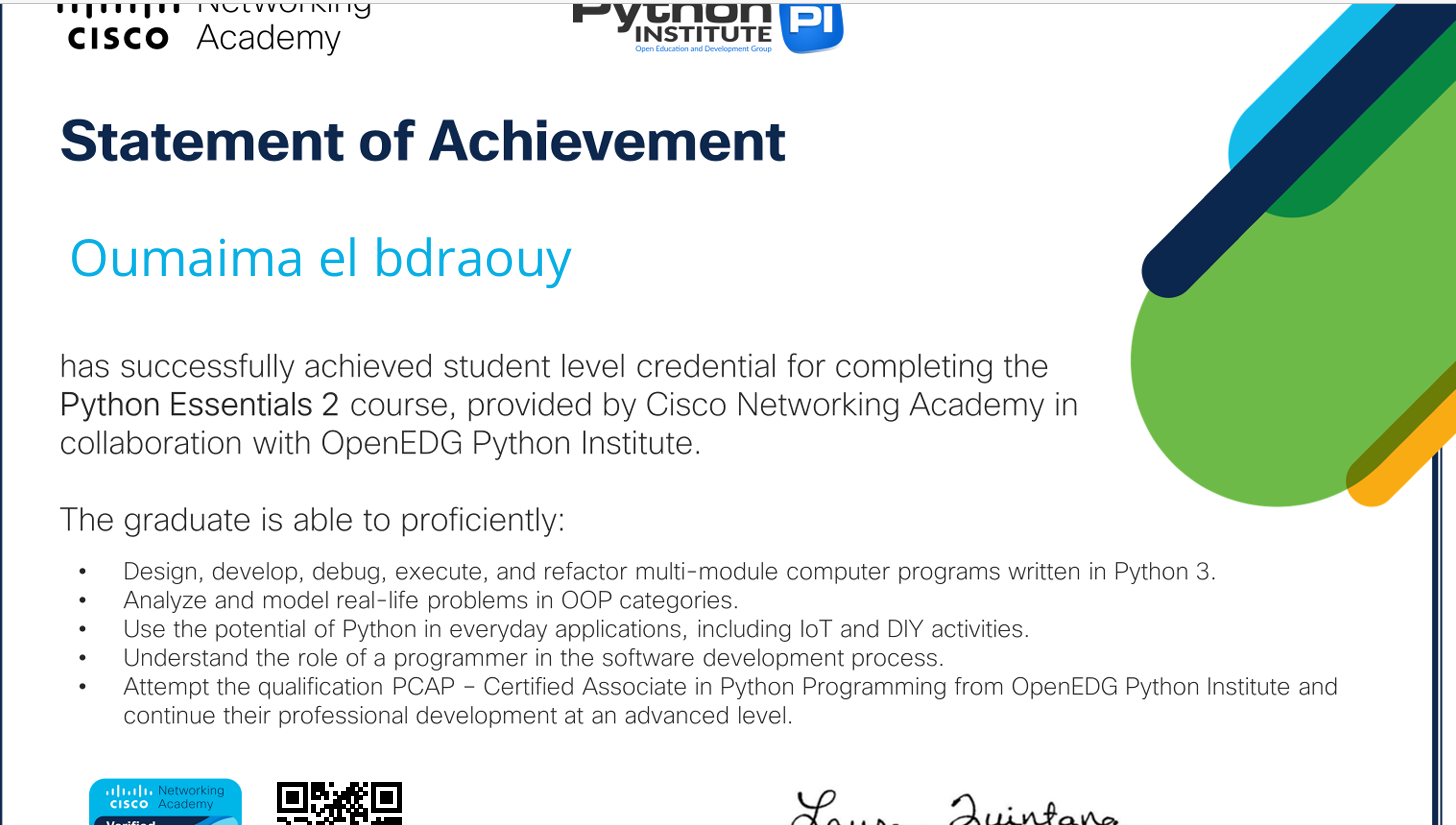 Networking
CISCO Academy
Python
INSTITUTE
Open Education and Development Group
PI
Statement of Achievement
Oumaima el bdraouy
has successfully achieved student level credential for completing the
Python Essentials 2 course, provided by Cisco Networking Academy in
collaboration with OpenEDG Python Institute.
The graduate is able to proficiently:
• Design, develop, debug, execute, and refactor multi-module computer programs written in Python 3.
• Analyze and model real-life problems in OOP categories.
• Use the potential of Python in everyday applications, including IoT and DIY activities.
• Understand the role of a programmer in the software development process.
• Attempt the qualification PCAP – Certified Associate in Python Programming from OpenEDG Python Institute and
continue their professional development at an advanced level.
Networking
CISCO Academy
Verified
Laura Quintana